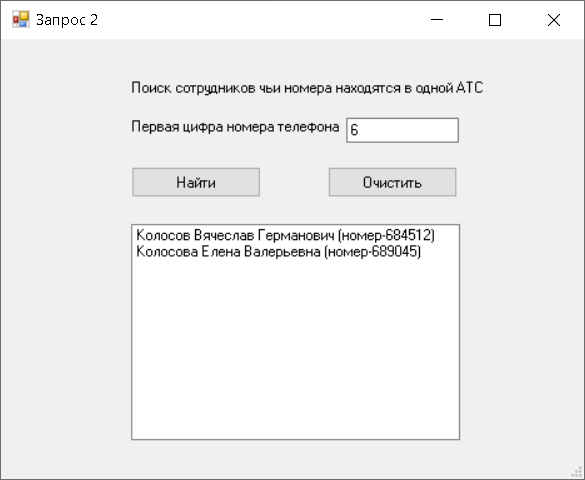 Запрос 2
Поиск сотрудников чьи номера находятся в одной АТС
Первая цифра номера телефона 6
Найти Очистить
Колосов Вячеслав Германович (номер-684512)
Колосова Елена Валерьевна (номер-689045)